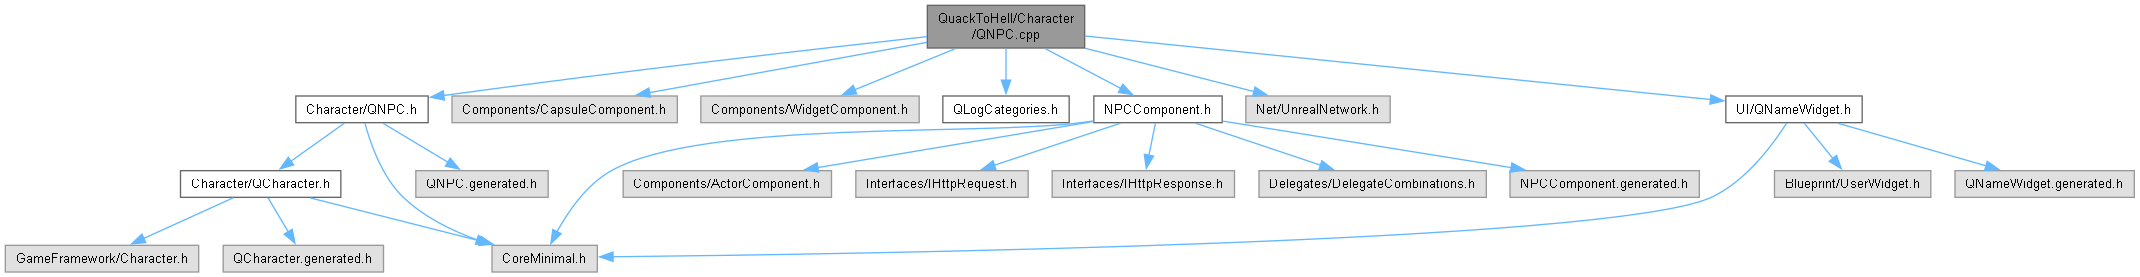 QuackToHell/Character
/QNPC.cpp
Character/QNPC.h
Components/CapsuleComponent.h
Components/WidgetComponent.h
QLogCategories.h
NPCComponent.h
Net/UnrealNetwork.h
UI/QNameWidget.h
Character/QCharacter.h
QNPC.generated.h
Components/ActorComponent.h
Interfaces/IHttpRequest.h
Interfaces/IHttpResponse.h
Delegates/DelegateCombinations.h
NPCComponent.generated.h
Blueprint/UserWidget.h
QNameWidget.generated.h
GameFramework/Character.h
QCharacter.generated.h
CoreMinimal.h